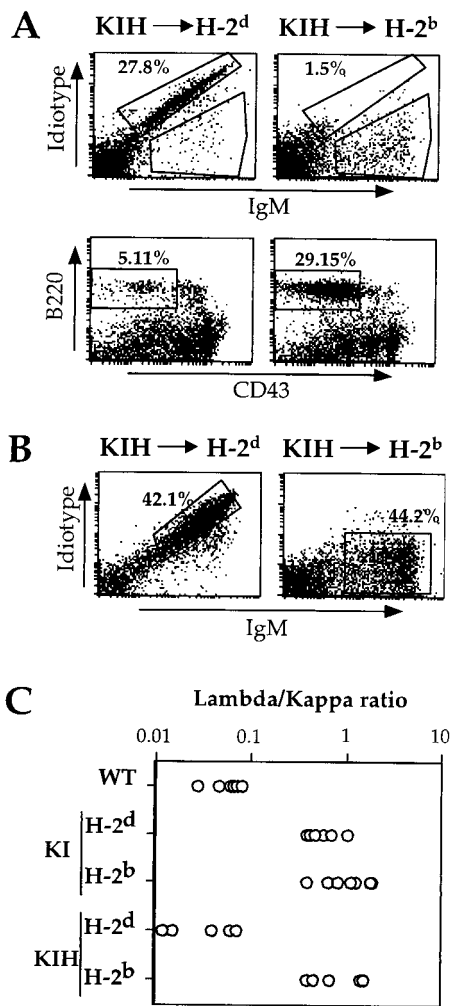 A
KIH → H-2ᵈ KIH → H-2ᵇ
27.8% 1.5%
Idiotype
IgM
5.11% 29.15%
B220
CD43
B
KIH → H-2ᵈ KIH → H-2ᵇ
42.1% 44.2%
Idiotype
IgM
C
Lambda/Kappa ratio
0.01 0.1 1 10
WT
KI H-2ᵈ
H-2ᵇ
KIH H-2ᵈ
H-2ᵇ